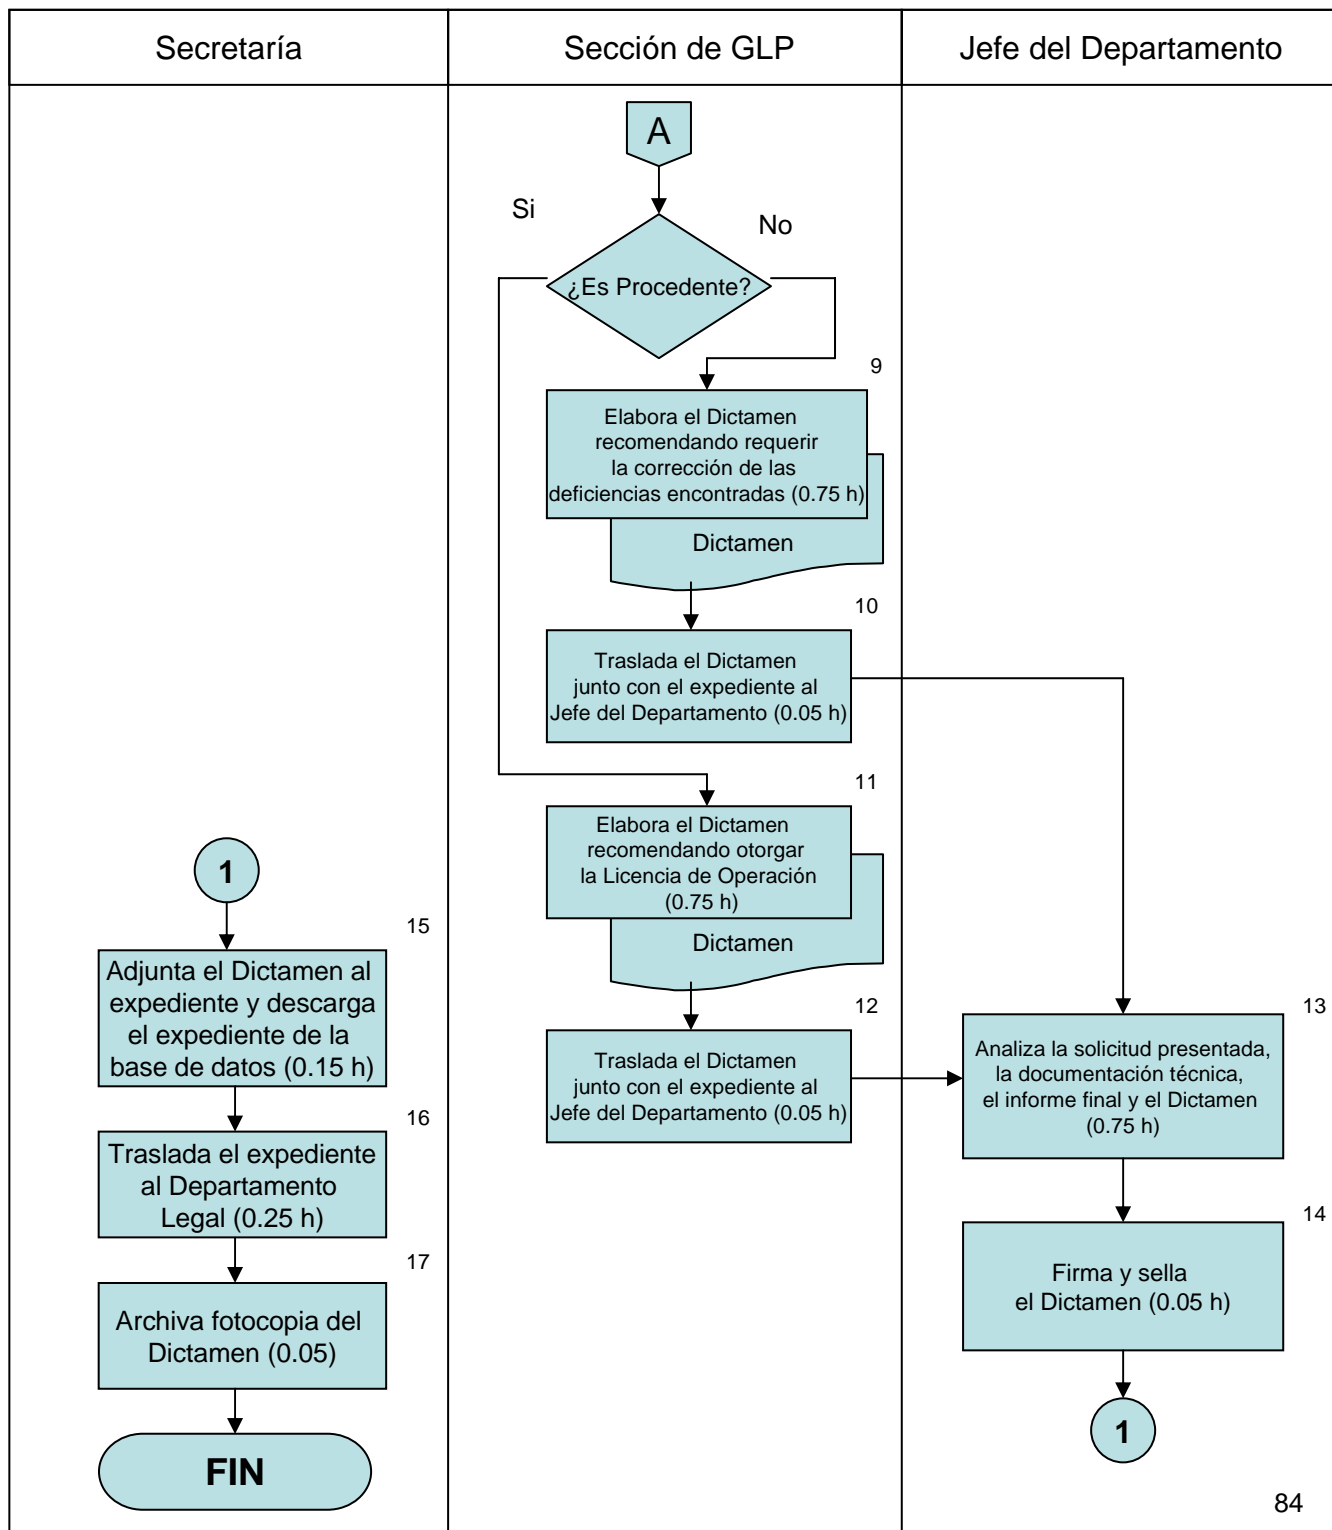 Secretaría
Sección de GLP
Jefe del Departamento
A
Si
No
¿Es Procedente?
9
Elabora el Dictamen
recomendando requerir
la corrección de las
deficiencias encontradas (0.75 h)
Dictamen
10
Traslada el Dictamen
junto con el expediente al
Jefe del Departamento (0.05 h)
11
Elabora el Dictamen
recomendando otorgar
la Licencia de Operación
(0.75 h)
Dictamen
12
Traslada el Dictamen
junto con el expediente al
Jefe del Departamento (0.05 h)
13
Analiza la solicitud presentada,
la documentación técnica,
el informe final y el Dictamen
(0.75 h)
14
Firma y sella
el Dictamen (0.05 h)
1
1
15
Adjunta el Dictamen al
expediente y descarga
el expediente de la
base de datos (0.15 h)
16
Traslada el expediente
al Departamento
Legal (0.25 h)
17
Archiva fotocopia del
Dictamen (0.05)
FIN
84